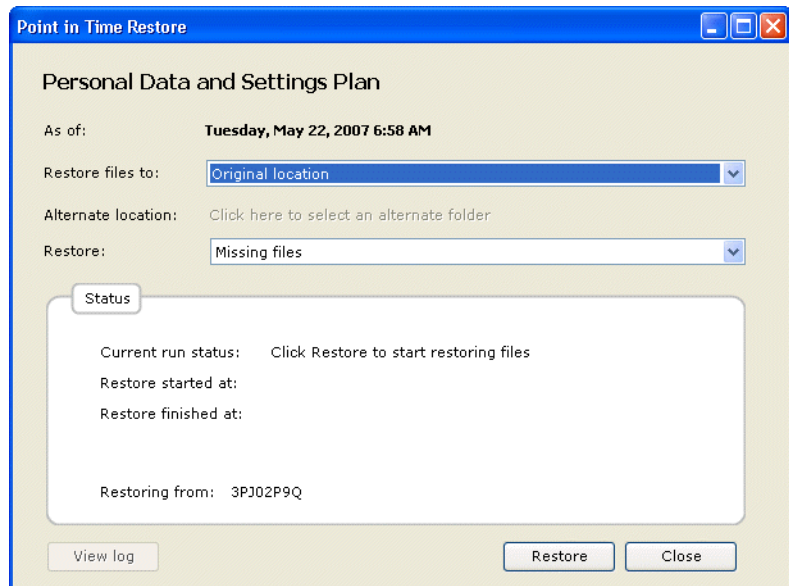 Point in Time Restore
Personal Data and Settings Plan
As of: Tuesday, May 22, 2007 6:58 AM
Restore files to: Original location
Alternate location: Click here to select an alternate folder
Restore: Missing files
Status
Current run status: Click Restore to start restoring files
Restore started at:
Restore finished at:
Restoring from: 3PJ02P9Q
View log Restore Close